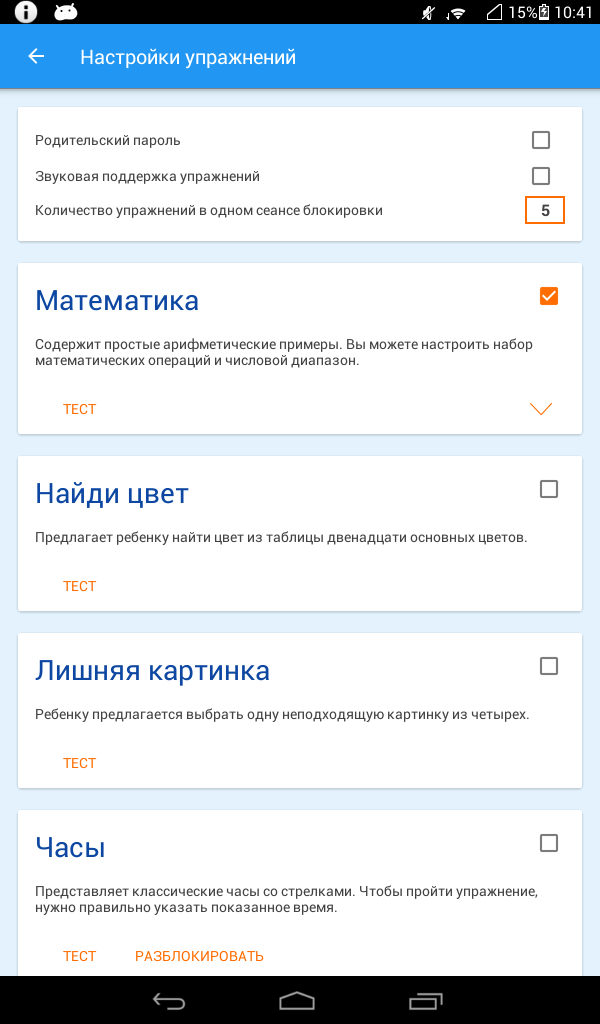 15% 10:41
Настройки упражнений
Родительский пароль
Звуковая поддержка упражнений
Количество упражнений в одном сеансе блокировки 5
Математика
Содержит простые арифметические примеры. Вы можете настроить набор
математических операций и числовой диапазон.
ТЕСТ
Найди цвет
Предлагает ребенку найти цвет из таблицы двенадцати основных цветов.
ТЕСТ
Лишняя картинка
Ребенку предлагается выбрать одну неподходящую картинку из четырех.
ТЕСТ
Часы
Представляет классические часы со стрелками. Чтобы пройти упражнение,
нужно правильно указать показанное время.
ТЕСТ РАЗБЛОКИРОВАТЬ